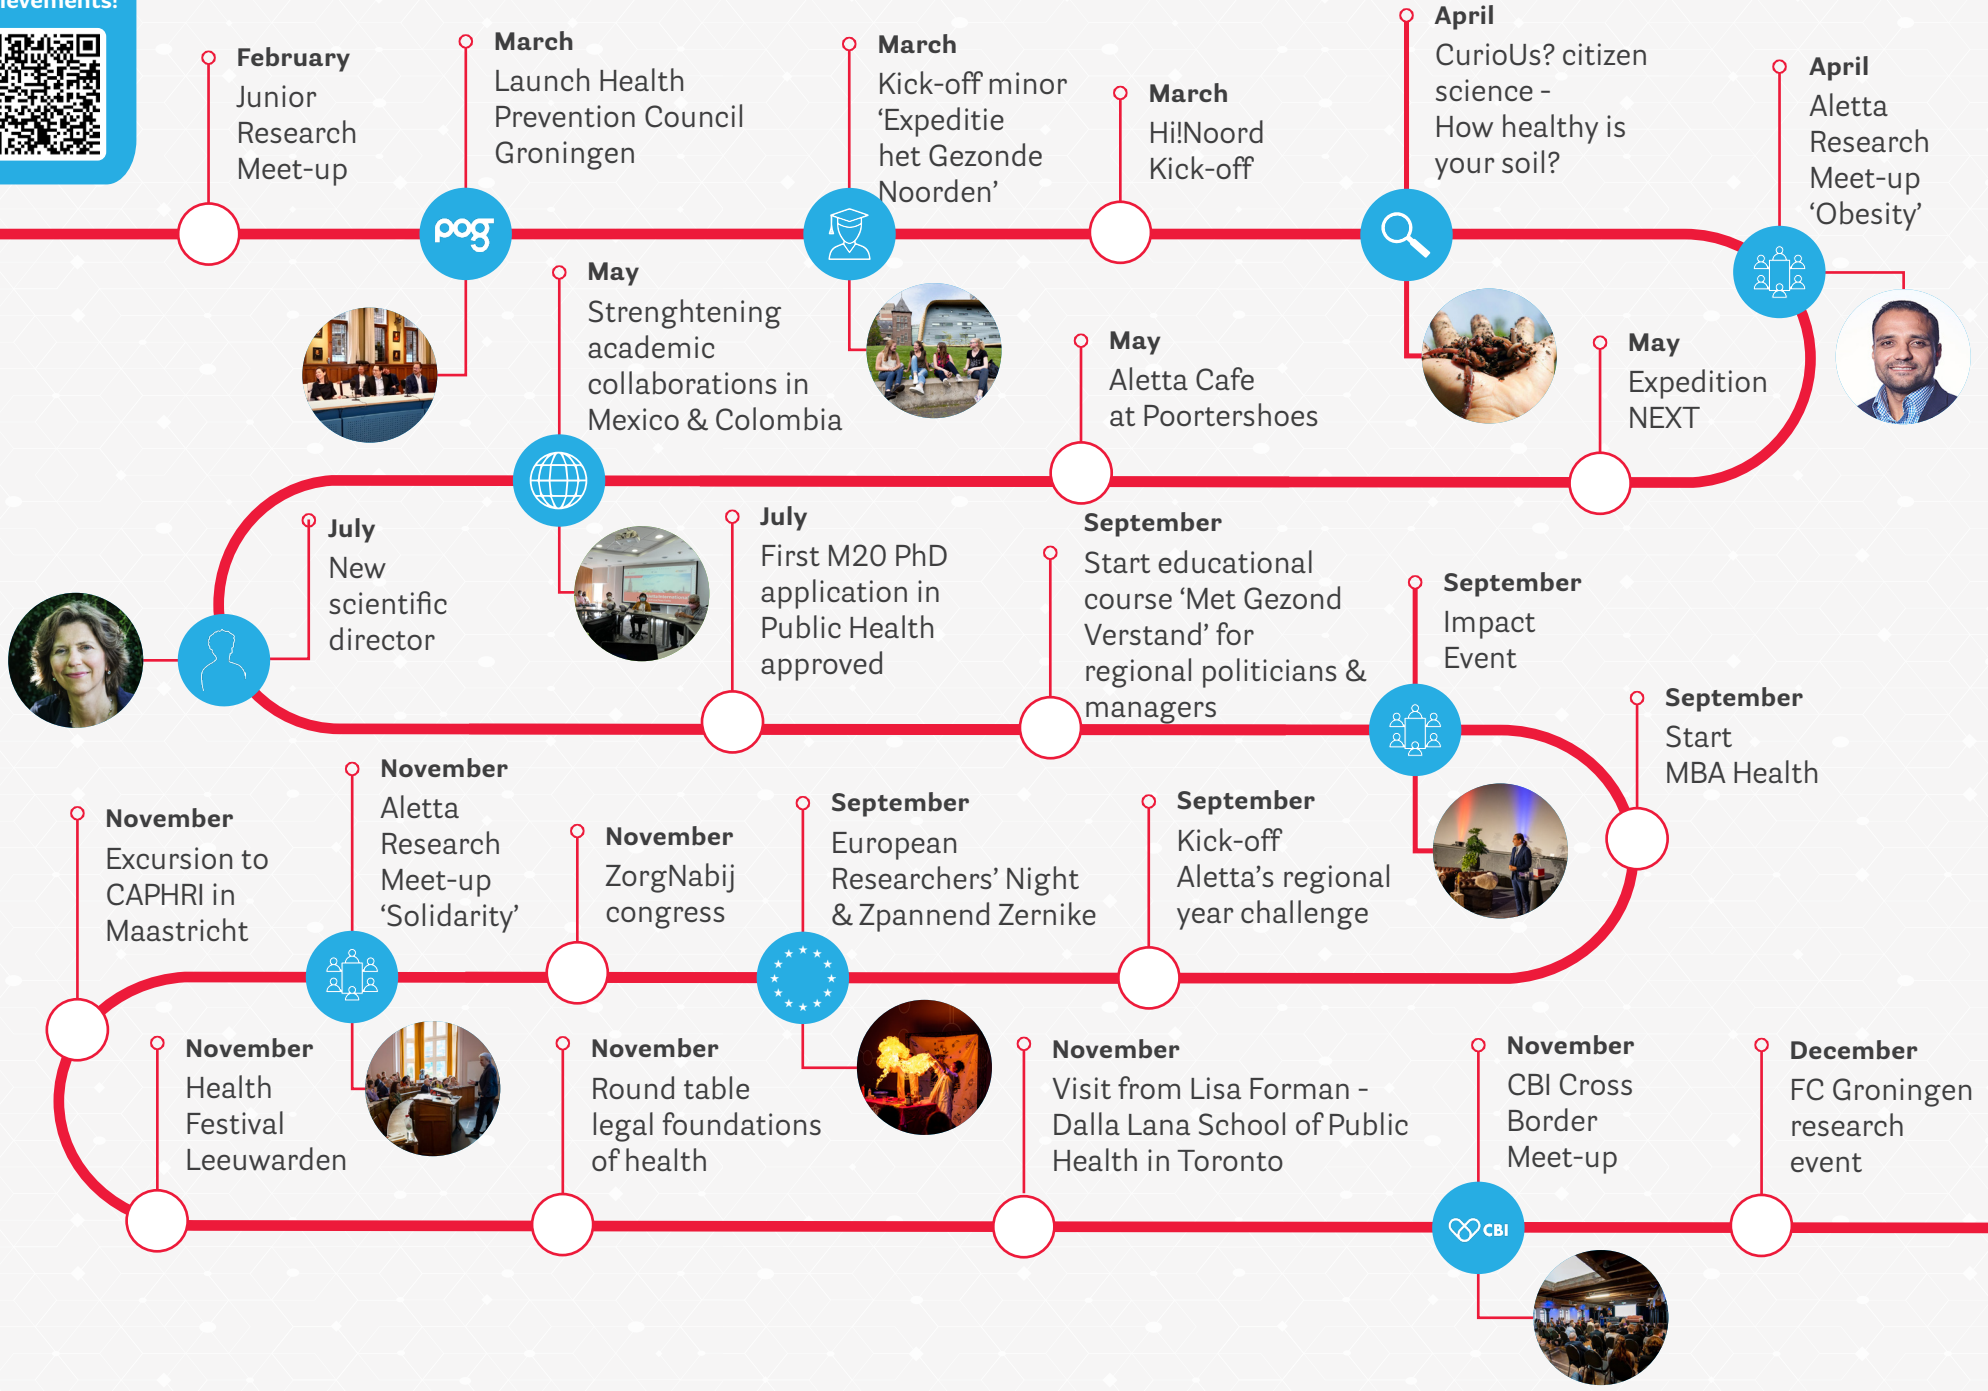 ievements!
February
Junior
Research
Meet-up
March
Launch Health
Prevention Council
Groningen
pog
March
Kick-off minor
‘Expeditie
het Gezonde
Noorden’
March
Hi!Noord
Kick-off
April
CurioUs? citizen
science -
How healthy is
your soil?
April
Aletta
Research
Meet-up
‘Obesity’
May
Expedition
NEXT
May
Aletta Cafe
at Poortershoes
May
Strenghtening
academic
collaborations in
Mexico & Colombia
July
New
scientific
director
July
First M20 PhD
application in
Public Health
approved
September
Start educational
course ‘Met Gezond
Verstand’ for
regional politicians &
managers
September
Impact
Event
September
Start
MBA Health
September
Kick-off
Aletta’s regional
year challenge
September
European
Researchers’ Night
& Zpannend Zernike
November
ZorgNabij
congress
November
Aletta
Research
Meet-up
‘Solidarity’
November
Excursion to
CAPHRI in
Maastricht
November
Health
Festival
Leeuwarden
November
Round table
legal foundations
of health
November
Visit from Lisa Forman -
Dalla Lana School of Public
Health in Toronto
November
CBI Cross
Border
Meet-up
CBI
December
FC Groningen
research
event